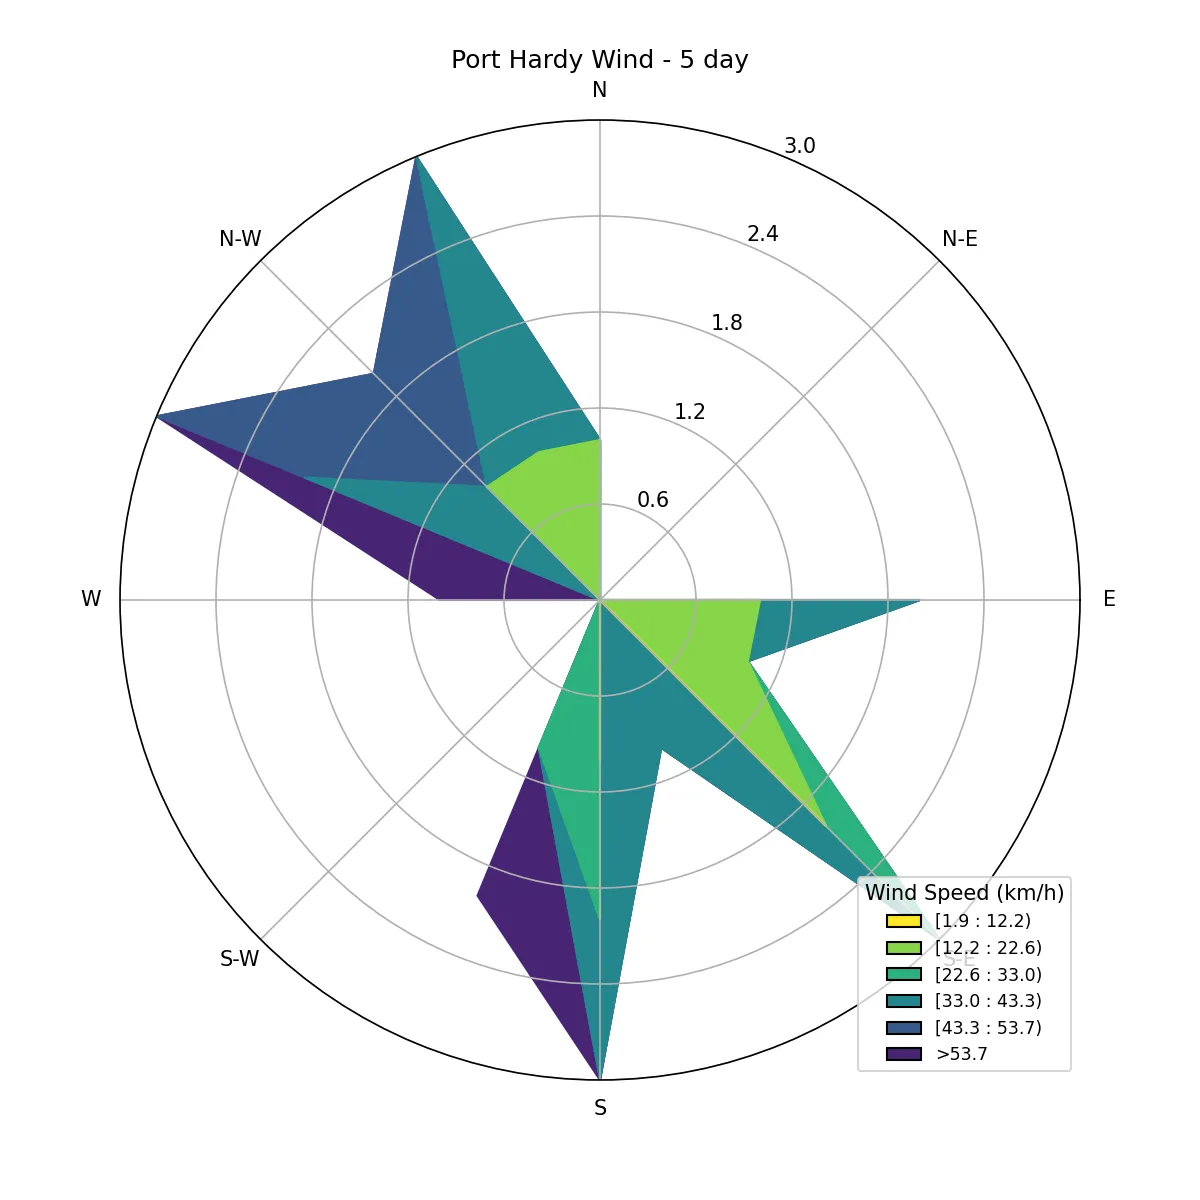 Port Hardy Wind - 5 day
N
3.0
N-W
N-E
2.4
1.8
1.2
0.6
W
E
S-W
S-E
S
Wind Speed (km/h)
[1.9 : 12.2)
[12.2 : 22.6)
[22.6 : 33.0)
[33.0 : 43.3)
[43.3 : 53.7)
>53.7